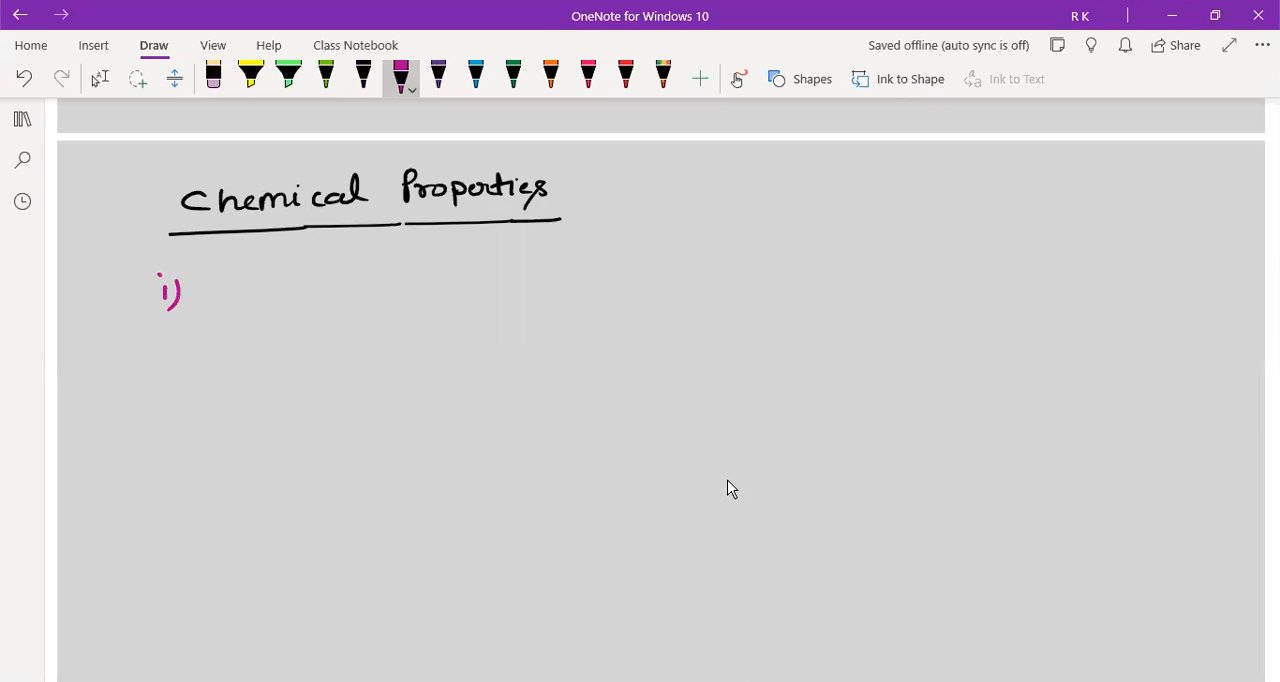 OneNote for Windows 10
R K
Home Insert Draw View Help Class Notebook
Saved offline (auto sync is off) Share
Shapes Ink to Shape Ink to Text
Chemical Properties
i)